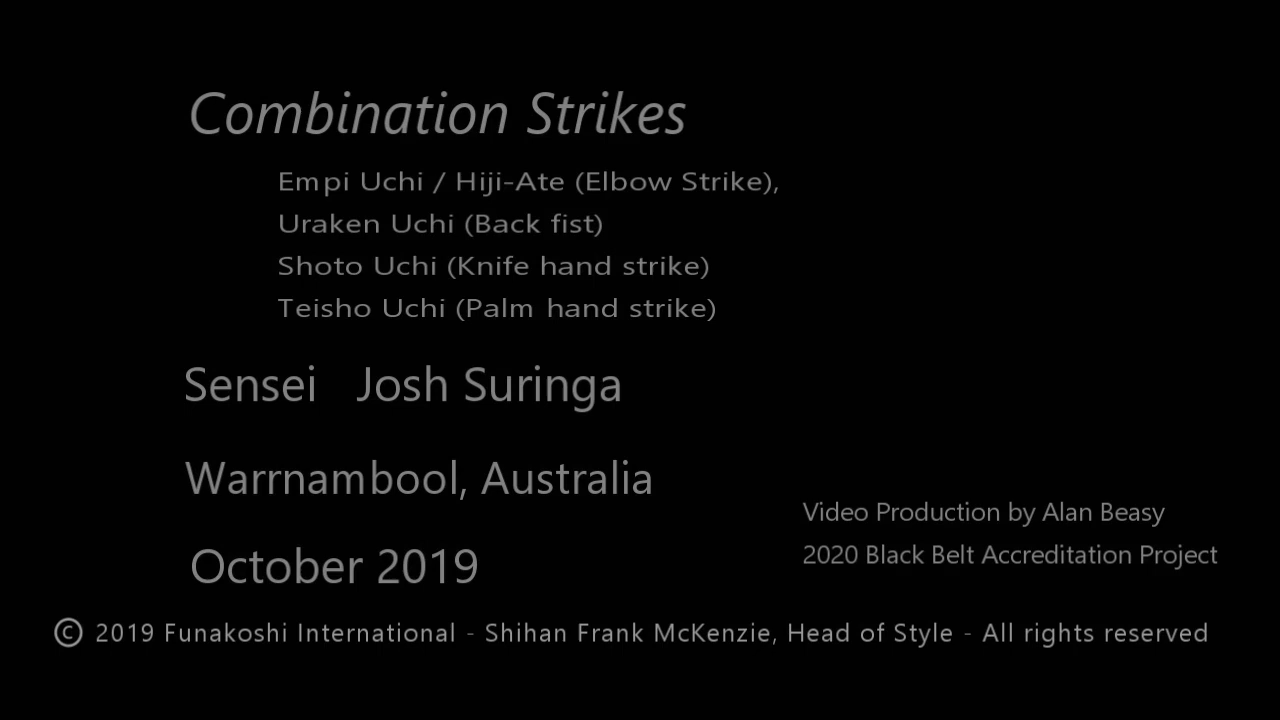 Combination Strikes
Empi Uchi / Hiji-Ate (Elbow Strike),
Uraken Uchi (Back fist)
Shoto Uchi (Knife hand strike)
Teisho Uchi (Palm hand strike)
Sensei Josh Suringa
Warrnambool, Australia
October 2019
Video Production by Alan Beasy
2020 Black Belt Accreditation Project
© 2019 Funakoshi International - Shihan Frank McKenzie, Head of Style - All rights reserved